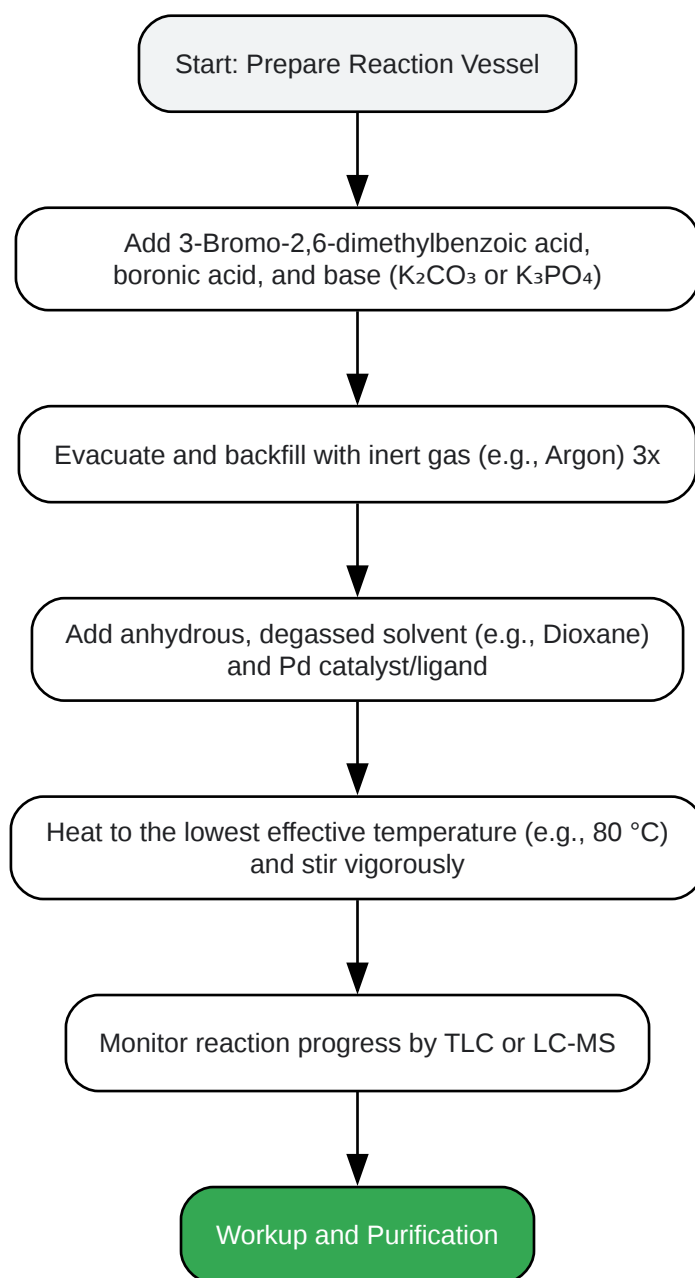 Start: Prepare Reaction Vessel
Add 3-Bromo-2,6-dimethylbenzoic acid,
boronic acid, and base (K₂CO₃ or K₃PO₄)
Evacuate and backfill with inert gas (e.g., Argon) 3x
Add anhydrous, degassed solvent (e.g., Dioxane)
and Pd catalyst/ligand
Heat to the lowest effective temperature (e.g., 80 °C)
and stir vigorously
Monitor reaction progress by TLC or LC-MS
Workup and Purification